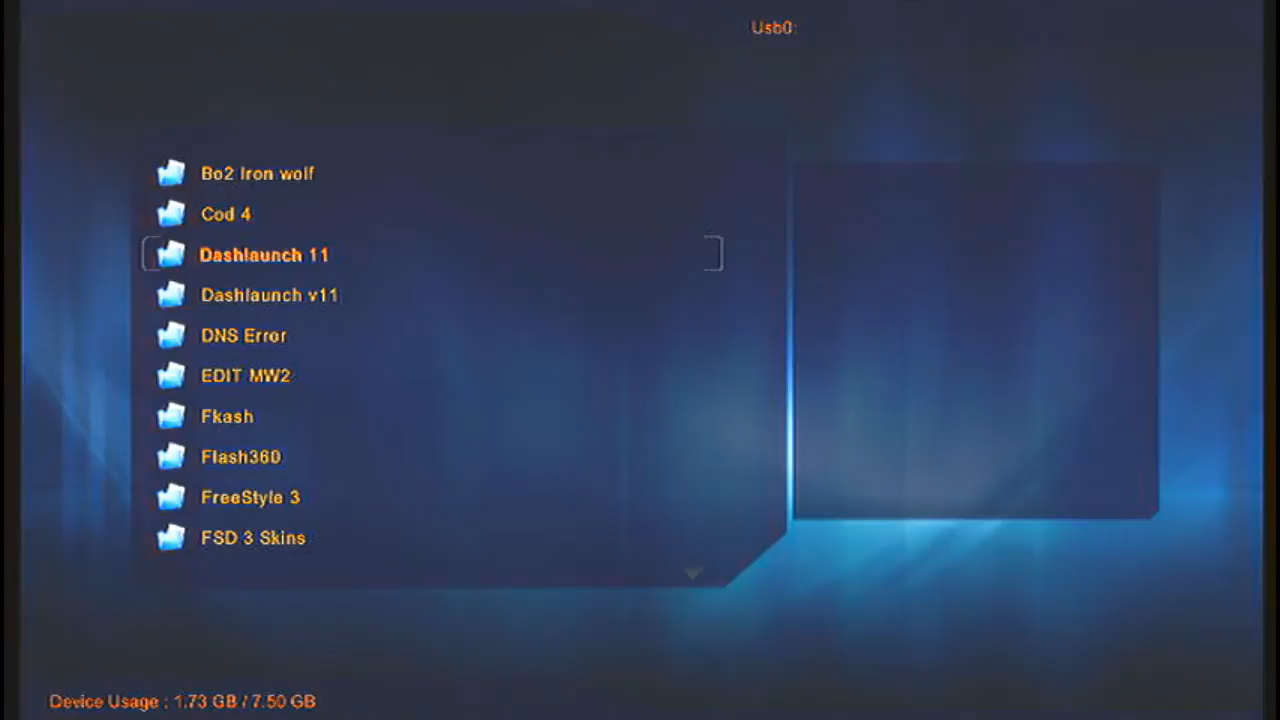 Usb0:
Bo2 Iron wolf
Cod 4
Dashlaunch 11
Dashlaunch v11
DNS Error
EDIT MW2
Fkash
Flash360
FreeStyle 3
FSD 3 Skins
Device Usage : 1.73 GB / 7.50 GB